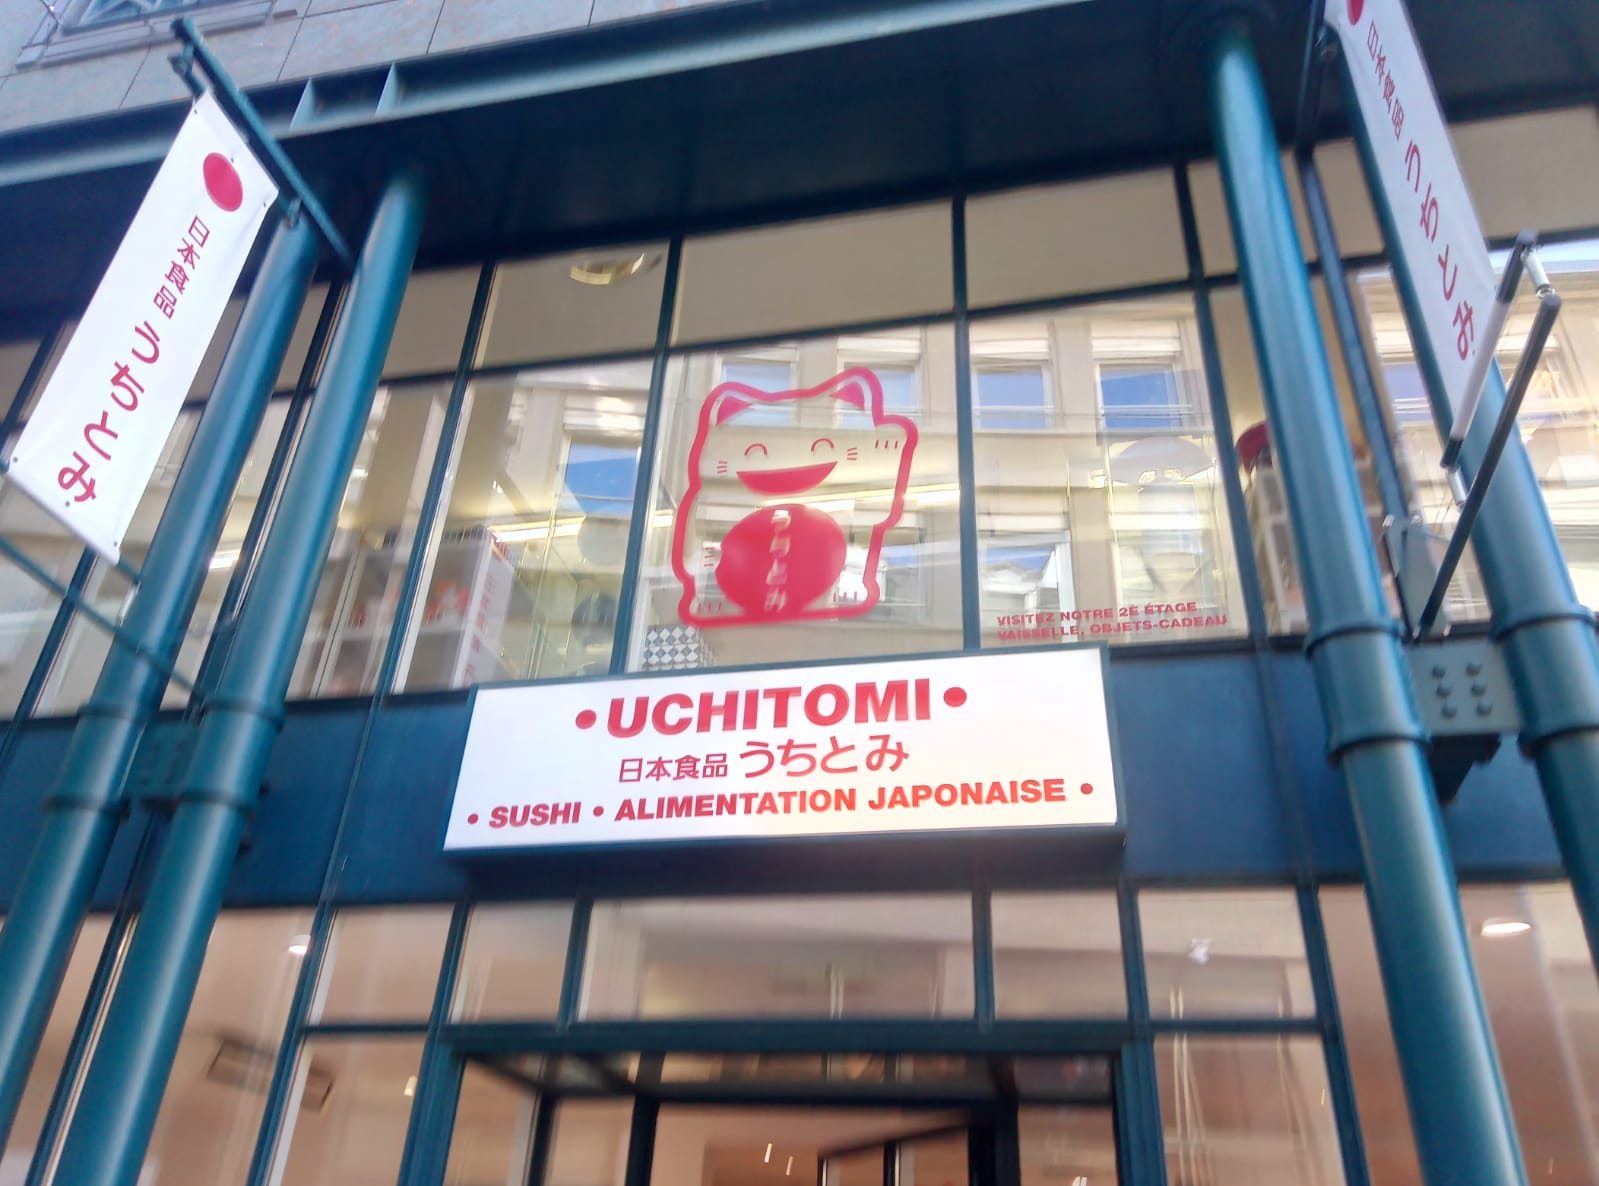 日本食品 うちとみ
日本食品 うちとみ
うちとみ
VISITEZ NOTRE 2E ÉTAGE
VAISSELLE, OBJETS-CADEAU
• UCHITOMI •
日本食品 うちとみ
• SUSHI • ALIMENTATION JAPONAISE •